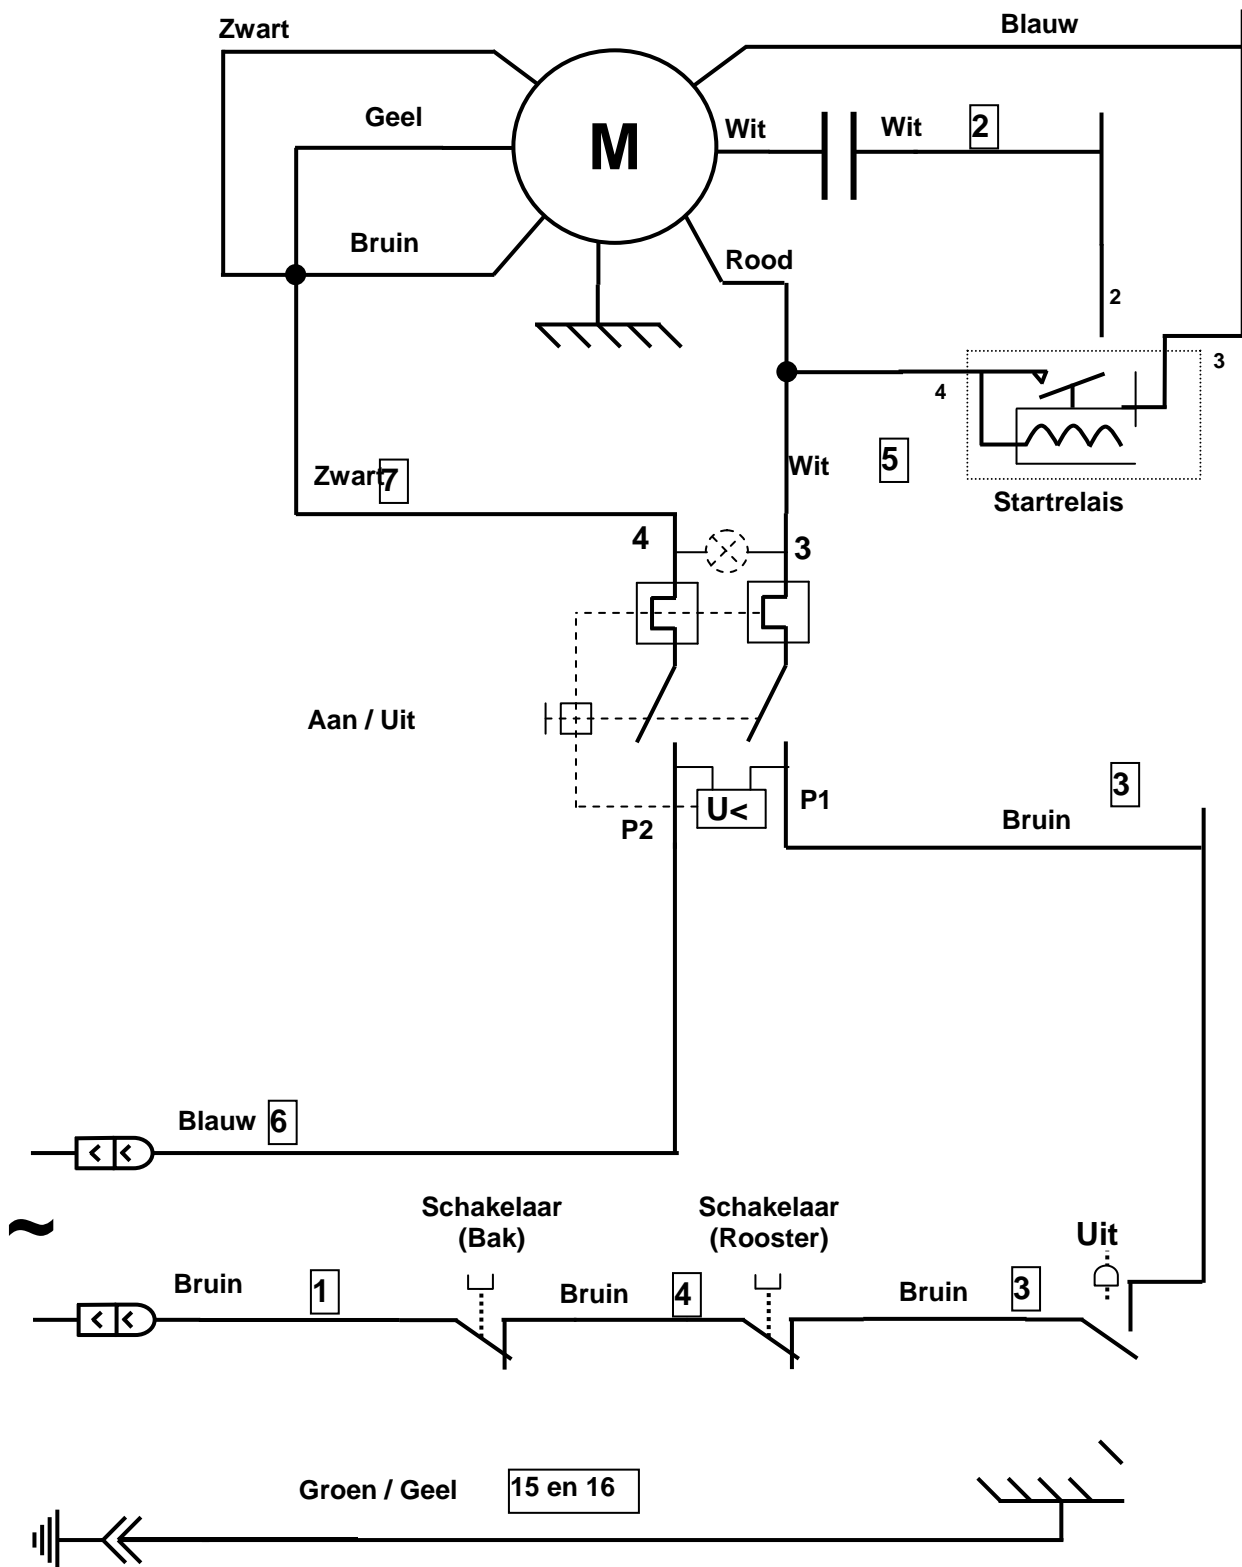 Zwart
Blauw
Geel
M
Wit
Wit 2
Bruin
Rood
2
3
4
Zwart 7
Wit 5
Startrelais
4
3
Aan / Uit
U<
P1
P2
3
Bruin
Blauw 6
~
Schakelaar
(Bak)
Schakelaar
(Rooster)
Uit
Bruin 1
Bruin 4
Bruin 3
Groen / Geel 15 en 16